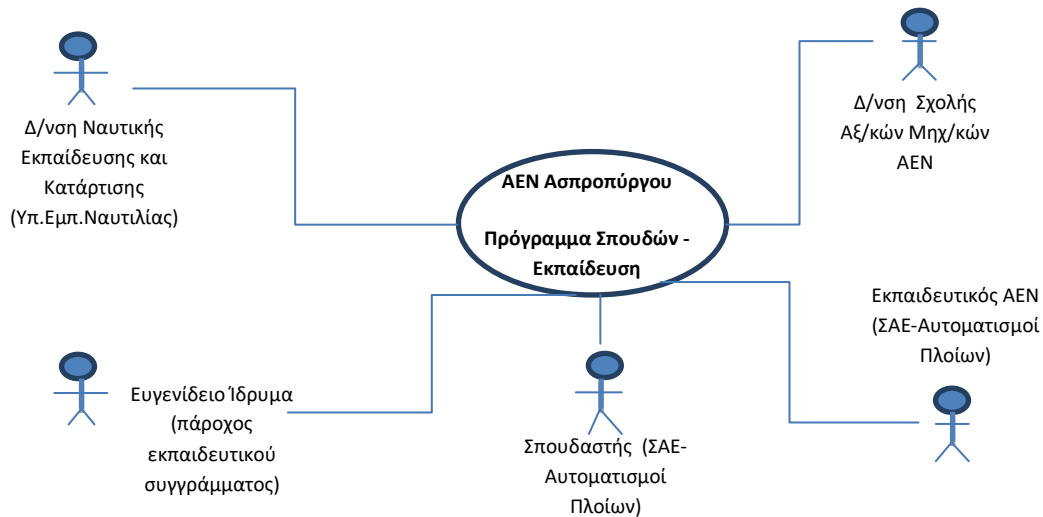 Δ/νση Ναυτικής
Εκπαίδευσης και
Κατάρτισης
(Υπ.Εμπ.Ναυτιλίας)
Δ/νση Σχολής
Αξ/κών Μηχ/κών
ΑΕΝ
ΑΕΝ Ασπροπύργου
Πρόγραμμα Σπουδών -
Εκπαίδευση
Εκπαιδευτικός ΑΕΝ
(ΣΑΕ-Αυτοματισμοί
Πλοίων)
Ευγενίδειο Ίδρυμα
(πάροχος
εκπαιδευτικού
συγγράμματος)
Σπουδαστής (ΣΑΕ-
Αυτοματισμοί
Πλοίων)